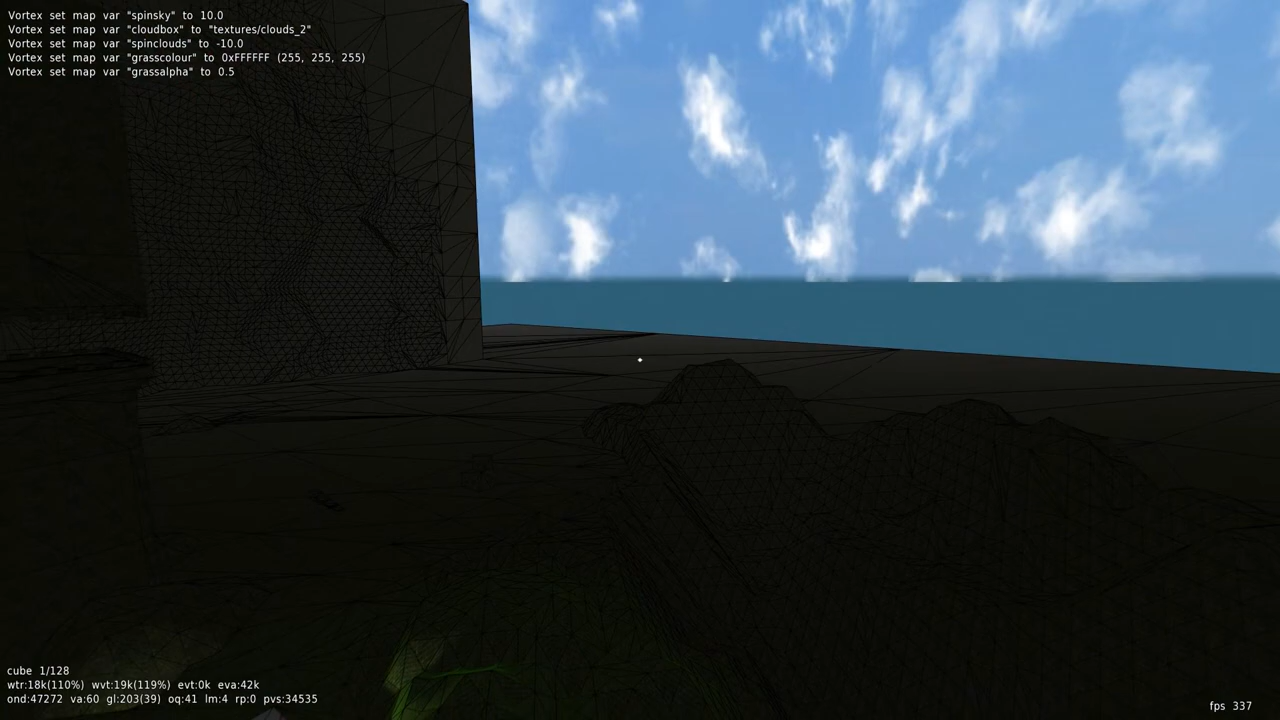 Vortex set map var "spinsky" to 10.0
Vortex set map var "cloudbox" to "textures/clouds_2"
Vortex set map var "spinclouds" to -10.0
Vortex set map var "grasscolour" to 0xFFFFFF (255, 255, 255)
Vortex set map var "grassalpha" to 0.5
cube 1/128
wtr:18k(110%) wvt:19k(119%) evt:0k eva:42k
ond:47272 va:60 gl:203(39) oq:41 lm:4 rp:0 pvs:34535
fps 337